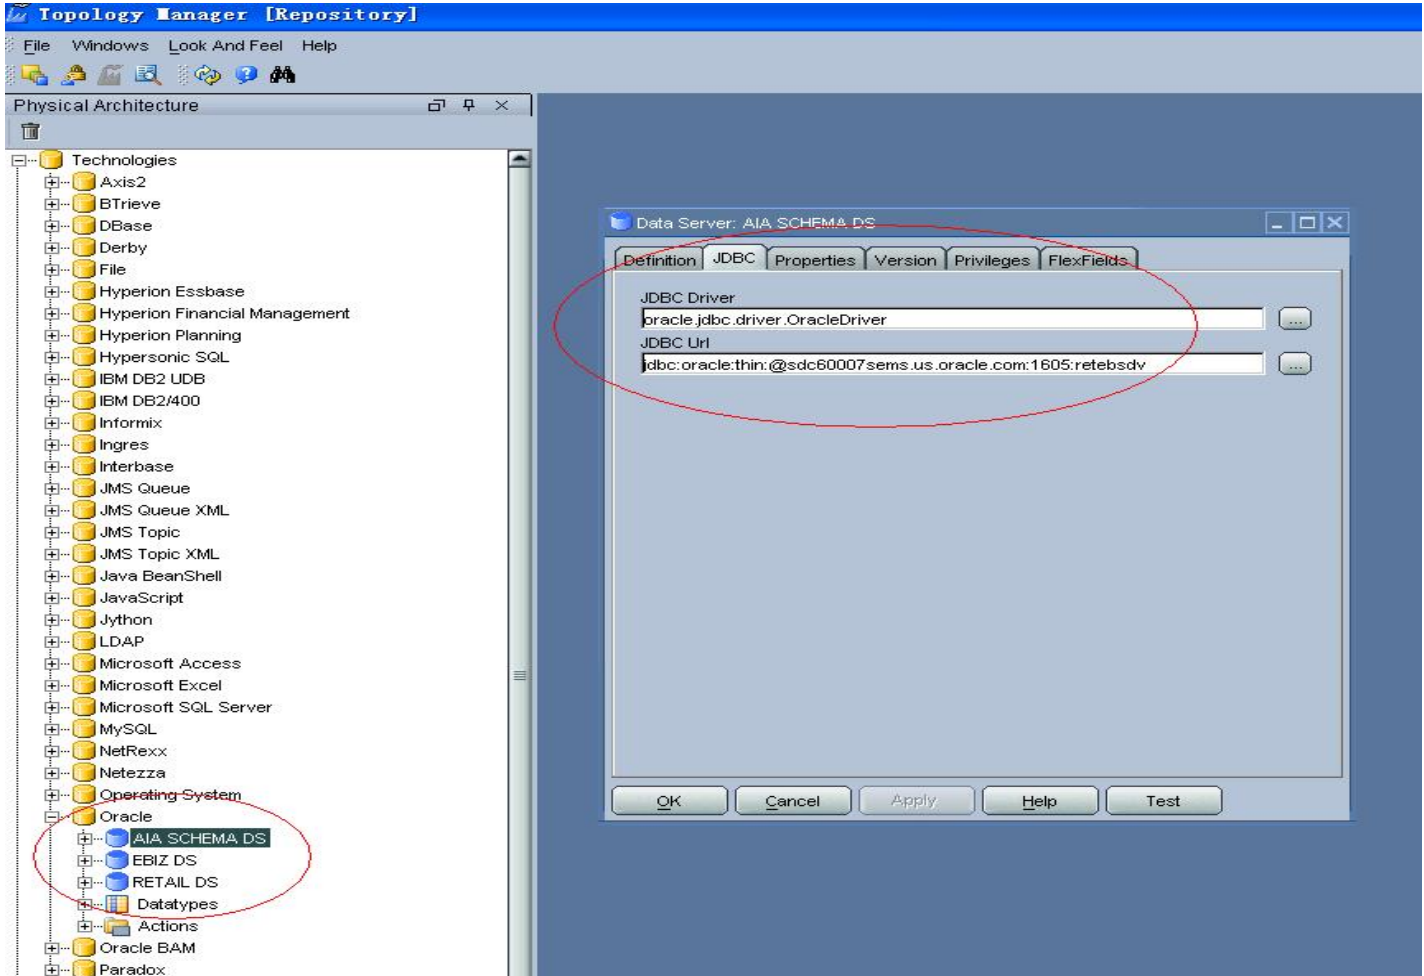 Topology Manager [Repository]
File Windows Look And Feel Help
Physical Architecture
Technologies
Axis2
BTrieve
DBase
Derby
File
Hyperion Essbase
Hyperion Financial Management
Hyperion Planning
Hypersonic SQL
IBM DB2 UDB
IBM DB2/400
Informix
Ingres
Interbase
JMS Queue
JMS Queue XML
JMS Topic
JMS Topic XML
Java BeanShell
JavaScript
Jython
LDAP
Microsoft Access
Microsoft Excel
Microsoft SQL Server
MySQL
NetRexx
Netezza
Operating System
Oracle
AIA SCHEMA DS
EBIZ DS
RETAIL DS
Datatypes
Actions
Oracle BAM
Paradox
Data Server: AIA SCHEMA DS
Definition JDBC Properties Version Privileges FlexFields
JDBC Driver
oracle.jdbc.driver.OracleDriver
...
JDBC Url
jdbc:oracle:thin:@sdc60007sems.us.oracle.com:1605:retebsdv
...
OK Cancel Apply Help Test